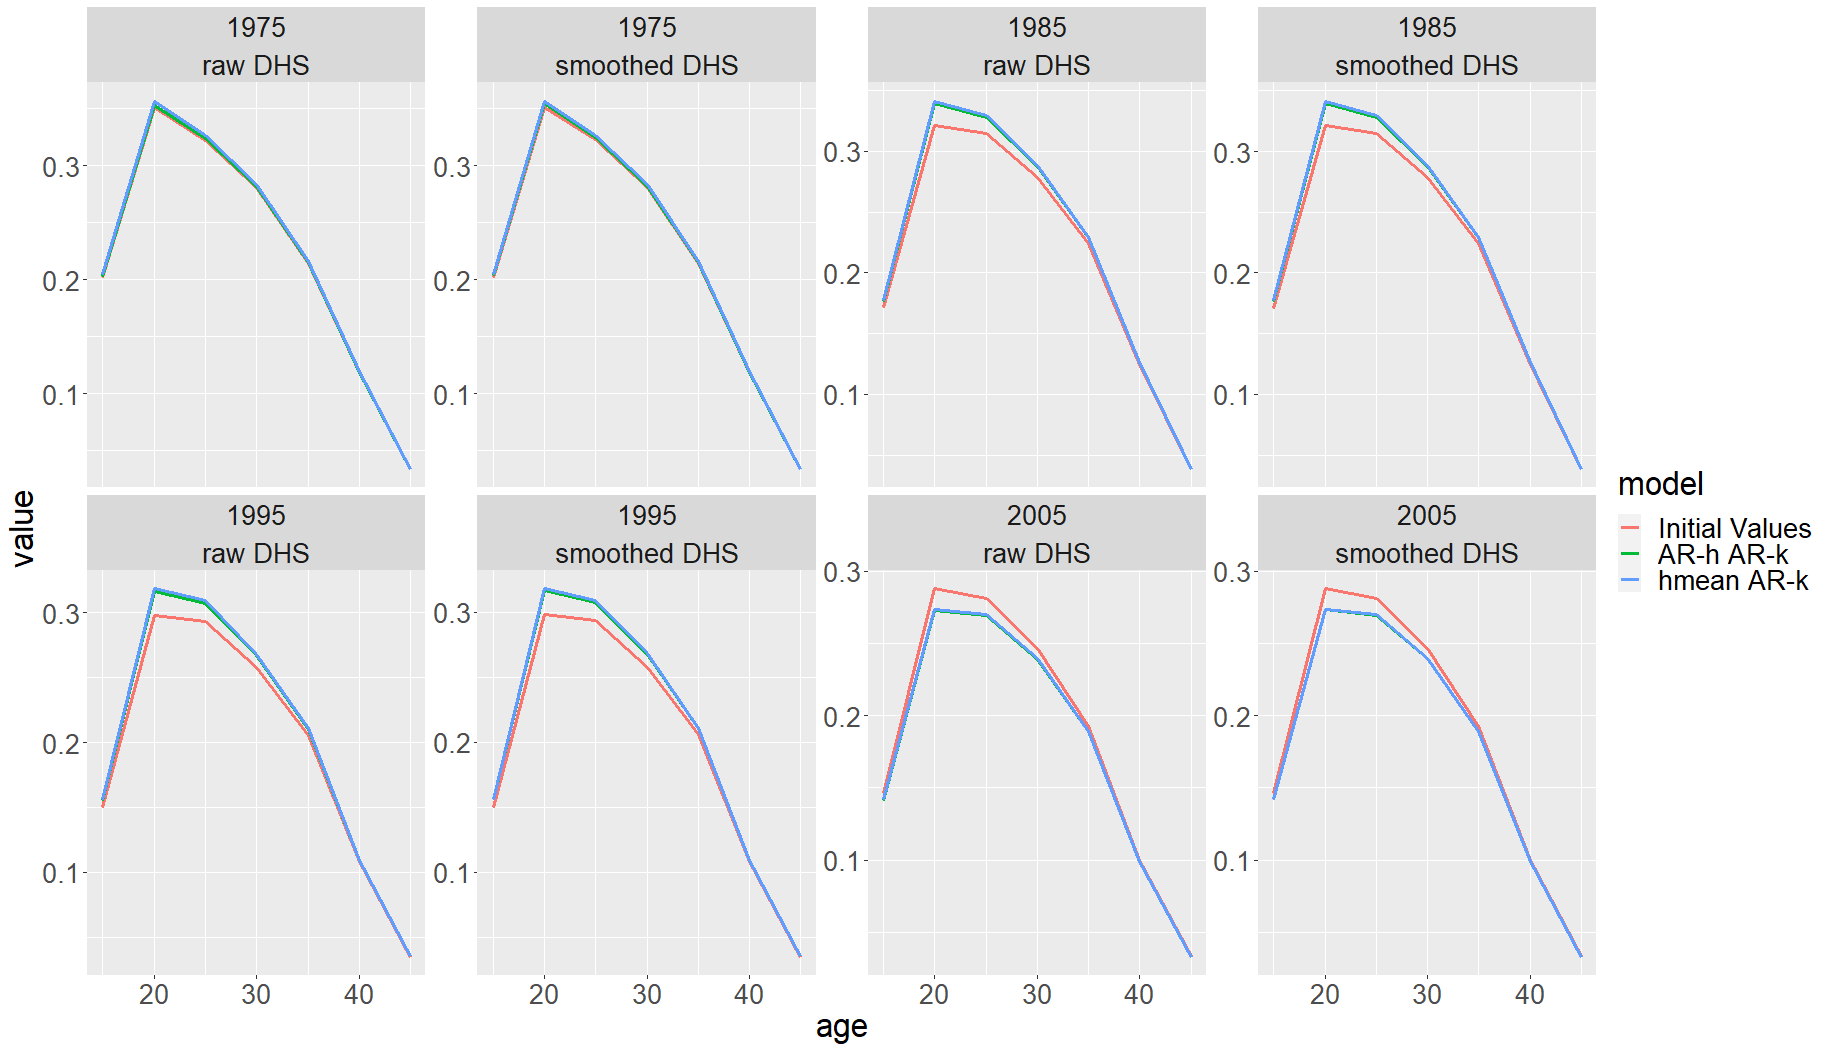 1975
raw DHS
1975
smoothed DHS
1985
raw DHS
1985
smoothed DHS
0.3
0.2
0.1
0.3
0.2
0.1
0.3
0.2
0.1
0.3
0.2
0.1
1995
raw DHS
1995
smoothed DHS
2005
raw DHS
2005
smoothed DHS
0.3
0.2
0.1
0.3
0.2
0.1
0.3
0.2
0.1
0.3
0.2
0.1
20 30 40
20 30 40
20 30 40
20 30 40
value
age
model
Initial Values
AR-h AR-k
hmean AR-k